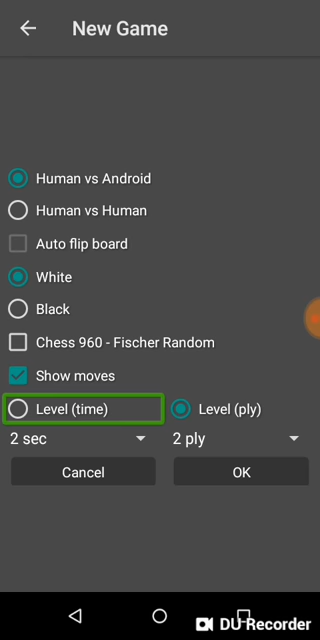 New Game
Human vs Android
Human vs Human
Auto flip board
White
Black
Chess 960 - Fischer Random
Show moves
Level (time) Level (ply)
2 sec 2 ply
Cancel OK
DU Recorder